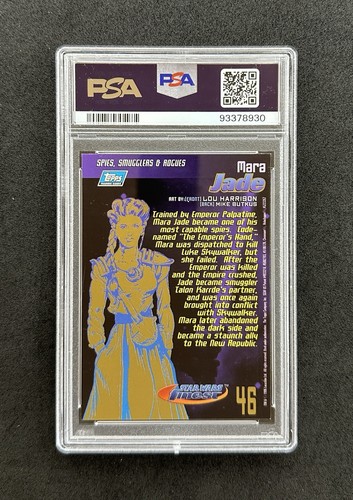 PSA
PSA
93378930
SPIES, SMUGGLERS & ROGUES
Topps
Mara
Jade
ART BY (FRONT) LOU HARRISON
(BACK) MIKE BUTKUS
Trained by Emperor Palpatine,
Mara Jade became one of his
most capable spies. Code-
named "The Emperor's Hand,"
Mara was dispatched to kill
Luke Skywalker, but
she failed. After the
Emperor was killed
and the Empire crushed,
Jade became smuggler
Talon Karrde's partner,
and was once again
brought into conflict
with Skywalker.
Mara later abandoned
the dark side and
became a staunch ally
to the New Republic.
STAR WARS
Finest
46